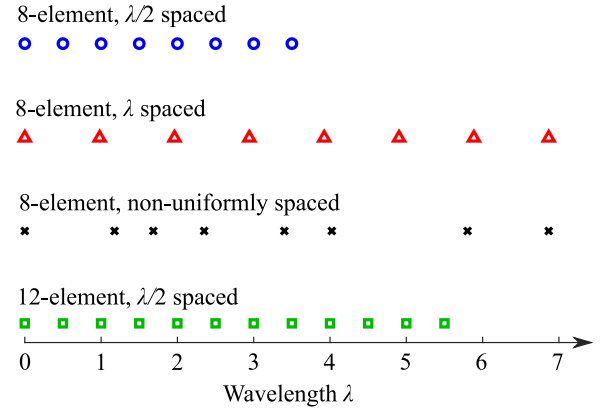 8-element, λ/2 spaced
8-element, λ spaced
8-element, non-uniformly spaced
12-element, λ/2 spaced
0 1 2 3 4 5 6 7
Wavelength λ